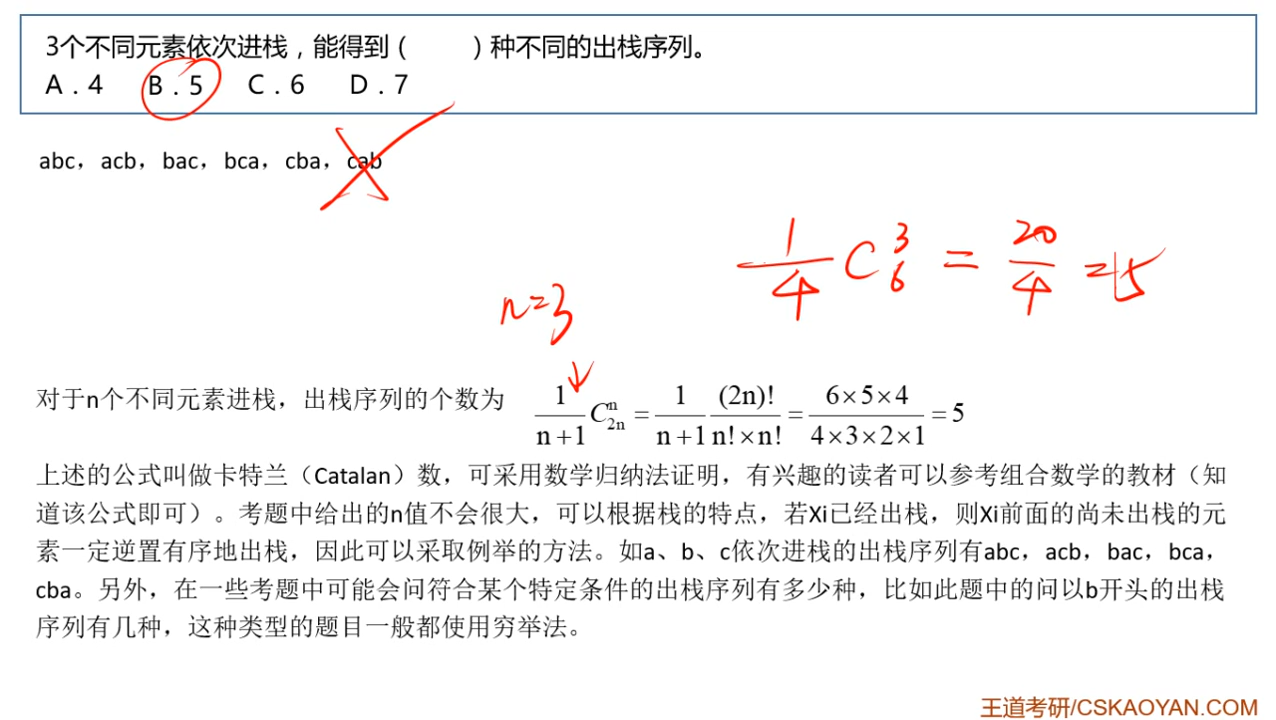 3个不同元素依次进栈，能得到（　　）种不同的出栈序列。
A．4　B．5　C．6　D．7
abc，acb，bac，bca，cba，cab
1/4 C_6^3 = 20/4 = 5
n=3
对于n个不同元素进栈，出栈序列的个数为 1/(n+1) C_{2n}^n = 1/(n+1) (2n)!/(n!×n!) = (6×5×4)/(4×3×2×1) = 5
上述的公式叫做卡特兰（Catalan）数，可采用数学归纳法证明，有兴趣的读者可以参考组合数学的教材（知
道该公式即可）。考题中给出的n值不会很大，可以根据栈的特点，若Xi已经出栈，则Xi前面的尚未出栈的元
素一定逆置有序地出栈，因此可以采取例举的方法。如a、b、c依次进栈的出栈序列有abc，acb，bac，bca，
cba。另外，在一些考题中可能会问符合某个特定条件的出栈序列有多少种，比如此题中的问以b开头的出栈
序列有几种，这种类型的题目一般都使用穷举法。
王道考研/CSKAOYAN.COM